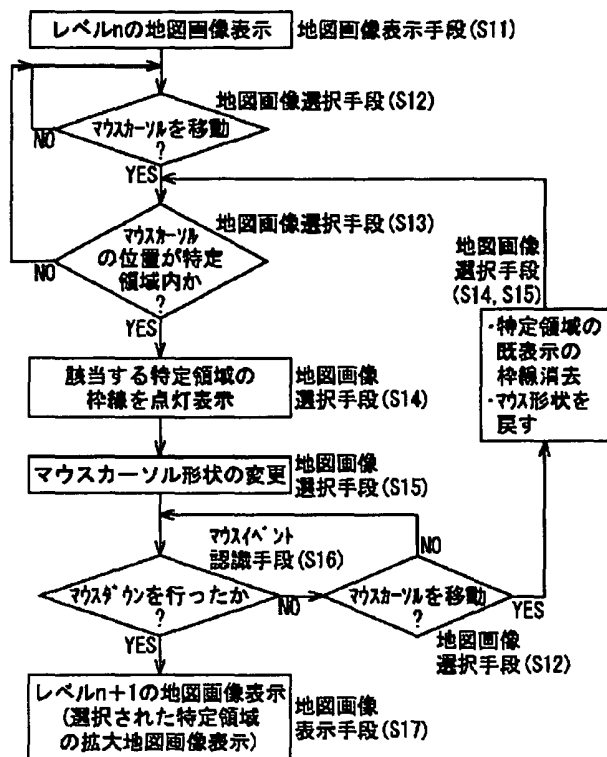 レベルnの地図画像表示
地図画像表示手段(S11)
地図画像選択手段(S12)
マウスカーソルを移動
?
NO
YES
地図画像選択手段(S13)
マウスカーソル
の位置が特定
領域内か
?
NO
YES
地図画像
選択手段
(S14,S15)
・特定領域の
既表示の
枠線消去
・マウス形状を
戻す
該当する特定領域の
枠線を点灯表示
地図画像
選択手段(S14)
マウスカーソル形状の変更
地図画像
選択手段(S15)
マウスイベント
認識手段(S16)
NO
マウスダウンを行ったか
?
NO
マウスカーソルを移動
?
YES
YES
地図画像
選択手段(S12)
レベルn+1の地図画像表示
(選択された特定領域
の拡大地図画像表示)
地図画像
表示手段(S17)